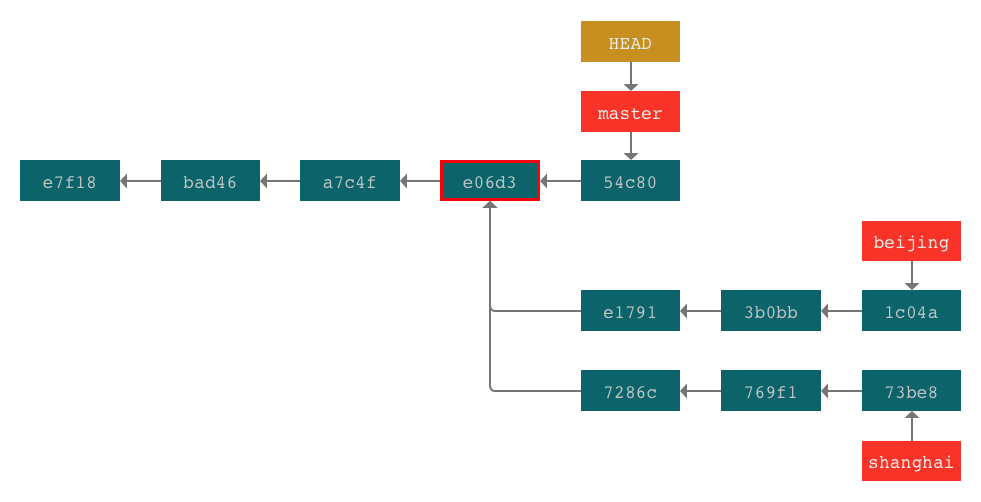 HEAD
master
e7f18
bad46
a7c4f
e06d3
54c80
beijing
e1791
3b0bb
1c04a
7286c
769f1
73be8
shanghai